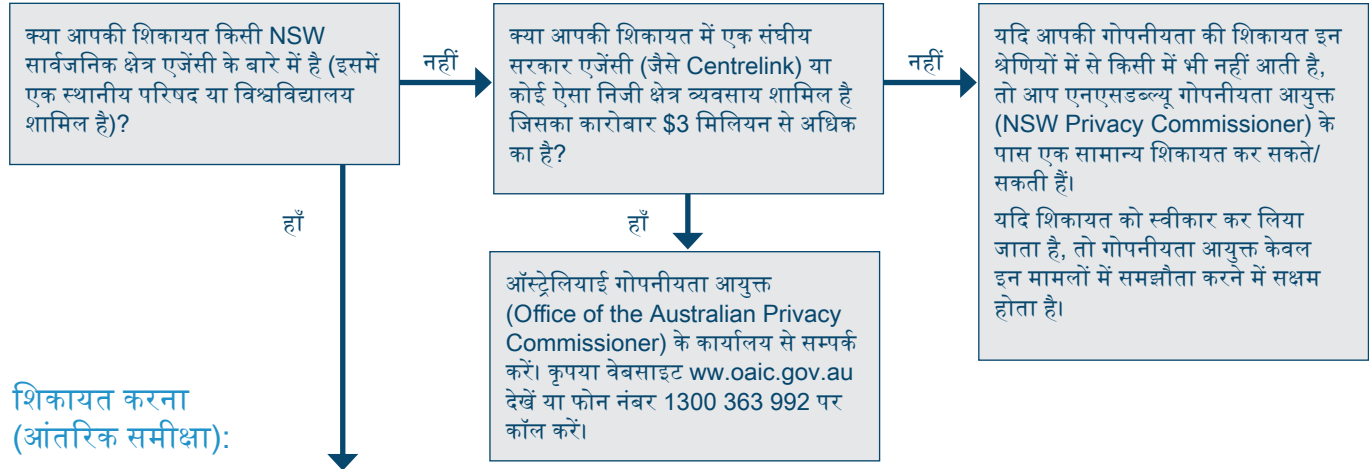 क्या आपकी शिकायत किसी NSW
सार्वजनिक क्षेत्र एजेंसी के बारे में है (इसमें
एक स्थानीय परिषद या विश्वविद्यालय
शामिल है)?
नहीं
क्या आपकी शिकायत में एक संघीय
सरकार एजेंसी (जैसे Centrelink) या
कोई ऐसा निजी क्षेत्र व्यवसाय शामिल है
जिसका कारोबार $3 मिलियन से अधिक
का है?
नहीं
यदि आपकी गोपनीयता की शिकायत इन
श्रेणियों में से किसी में भी नहीं आती है,
तो आप एनएसडब्ल्यू गोपनीयता आयुक्त
(NSW Privacy Commissioner) के
पास एक सामान्य शिकायत कर सकते/
सकती हैं।
यदि शिकायत को स्वीकार कर लिया
जाता है, तो गोपनीयता आयुक्त केवल
इन मामलों में समझौता करने में सक्षम
होता है।
हाँ
हाँ
ऑस्ट्रेलियाई गोपनीयता आयुक्त
(Office of the Australian Privacy
Commissioner) के कार्यालय से सम्पर्क
करें। कृपया वेबसाइट ww.oaic.gov.au
देखें या फोन नंबर 1300 363 992 पर
कॉल करें।
शिकायत करना
(आंतरिक समीक्षा):